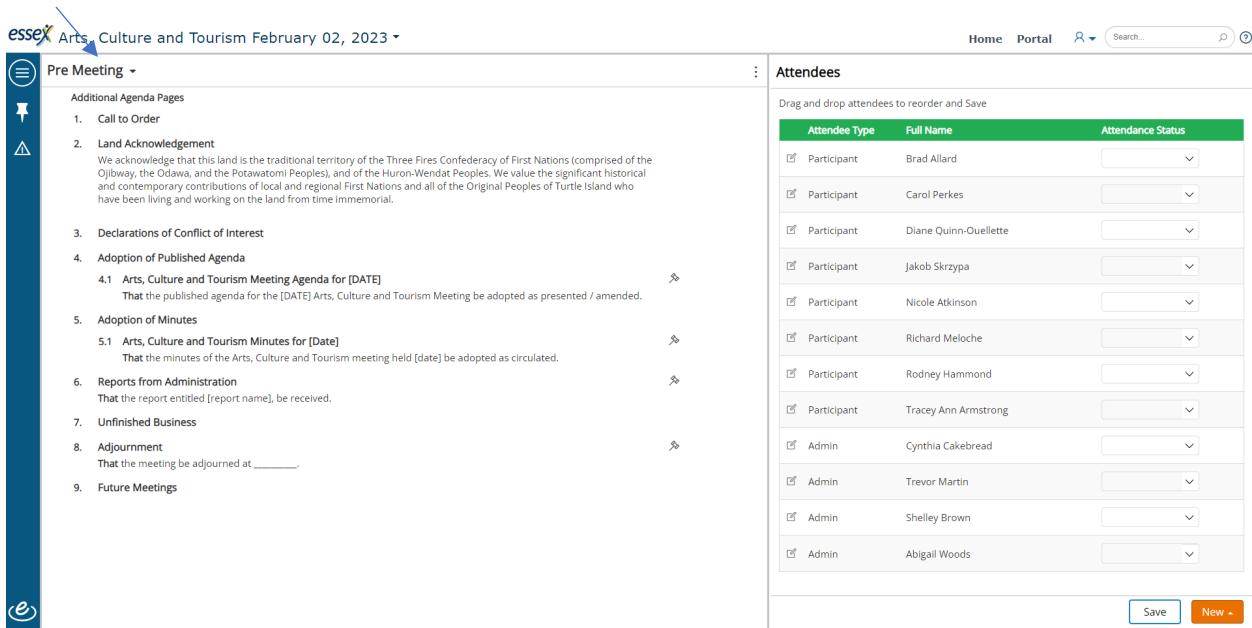 essex Arts, Culture and Tourism February 02, 2023
Home Portal Search...
Pre Meeting
Additional Agenda Pages
1. Call to Order
2. Land Acknowledgement
We acknowledge that this land is the traditional territory of the Three Fires Confederacy of First Nations (comprised of the
Ojibway, the Odawa, and the Potawatomi Peoples), and of the Huron-Wendat Peoples. We value the significant historical
and contemporary contributions of local and regional First Nations and all of the Original Peoples of Turtle Island who
have been living and working on the land from time immemorial.
3. Declarations of Conflict of Interest
4. Adoption of Published Agenda
4.1 Arts, Culture and Tourism Meeting Agenda for [DATE]
That the published agenda for the [DATE] Arts, Culture and Tourism Meeting be adopted as presented / amended.
5. Adoption of Minutes
5.1 Arts, Culture and Tourism Minutes for [Date]
That the minutes of the Arts, Culture and Tourism meeting held [date] be adopted as circulated.
6. Reports from Administration
That the report entitled [report name], be received.
7. Unfinished Business
8. Adjournment
That the meeting be adjourned at _________.
9. Future Meetings
Attendees
Drag and drop attendees to reorder and Save
Attendee Type Full Name Attendance Status
Participant Brad Allard
Participant Carol Perkes
Participant Diane Quinn-Ouellette
Participant Jakob Skrzypa
Participant Nicole Atkinson
Participant Richard Meloche
Participant Rodney Hammond
Participant Tracey Ann Armstrong
Admin Cynthia Cakebread
Admin Trevor Martin
Admin Shelley Brown
Admin Abigail Woods
Save New